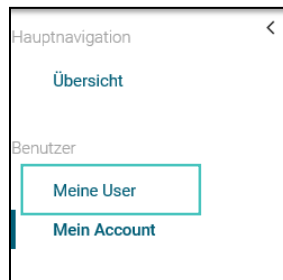 Hauptnavigation
Übersicht
Benutzer
Meine User
Mein Account